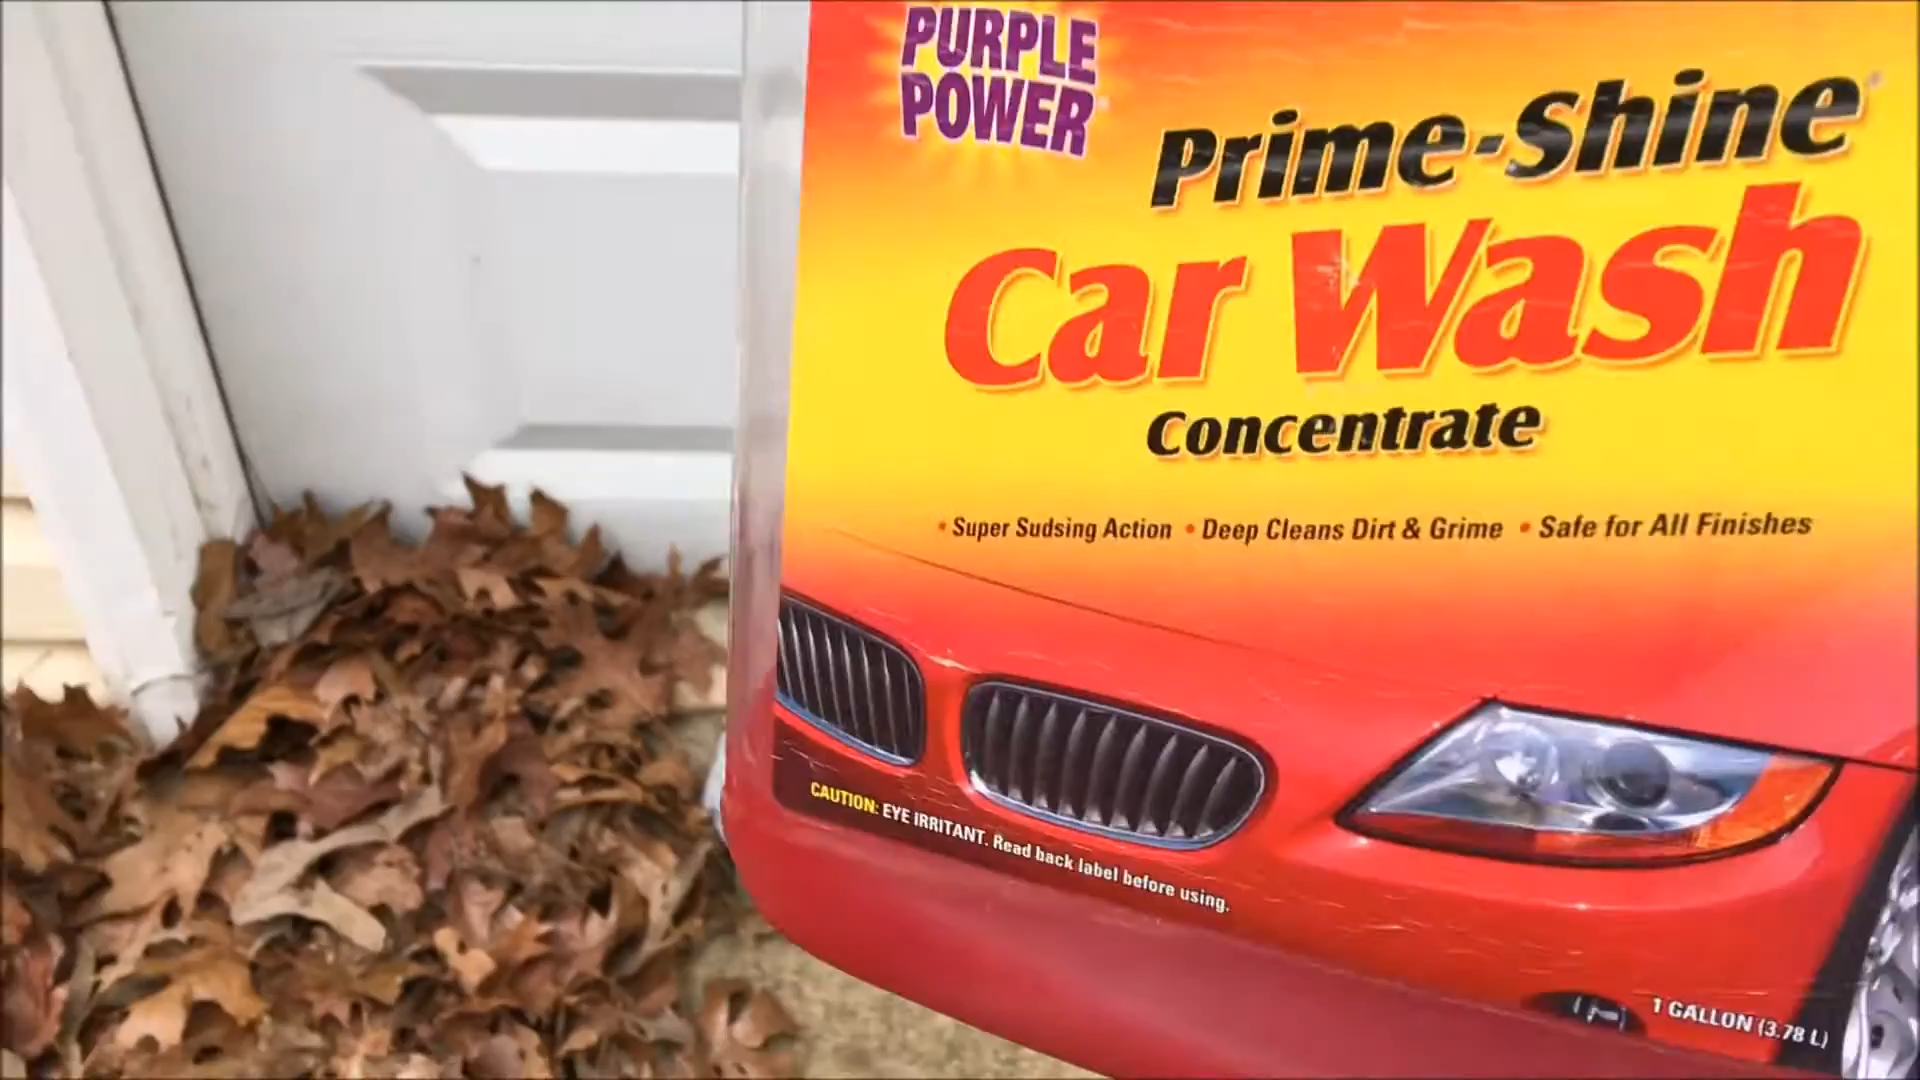 PURPLE
POWER
Prime-Shine
Car Wash
Concentrate
• Super Sudsing Action • Deep Cleans Dirt & Grime • Safe for All Finishes
CAUTION: EYE IRRITANT. Read back label before using.
1 GALLON (3.78 L)